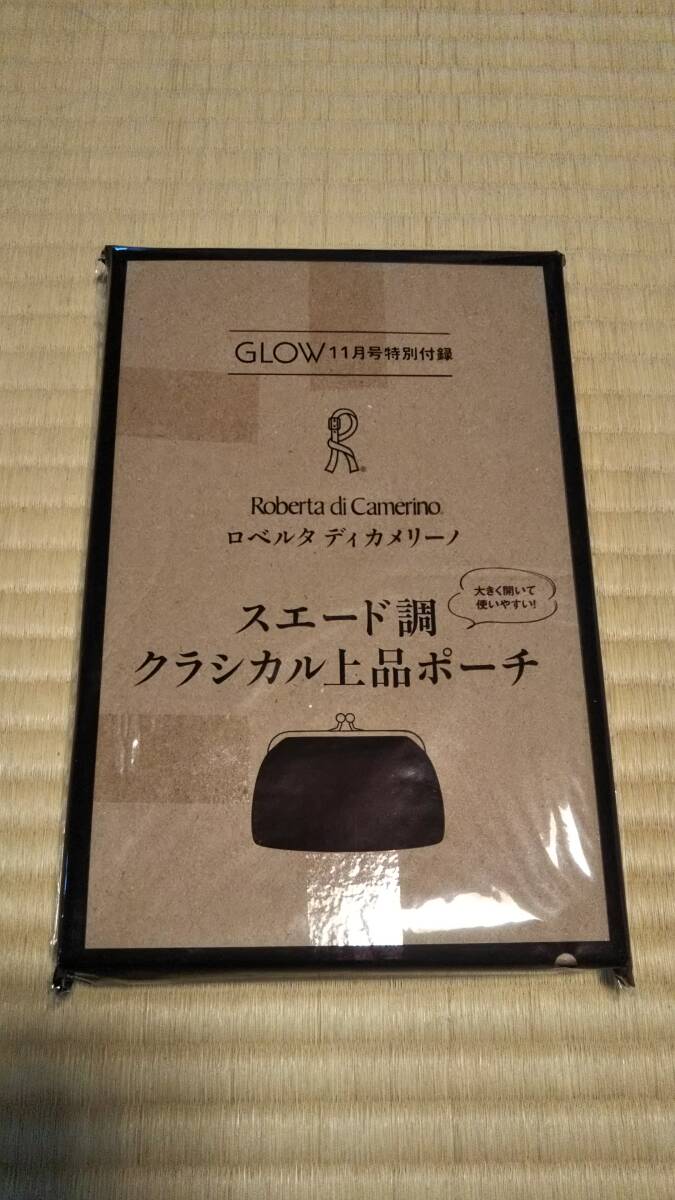 GLOW 11月号特別付録
R®
Roberta di Camerino®
ロベルタ ディカメリーノ
大きく開いて
使いやすい!
スエード調
クラシカル上品ポーチ